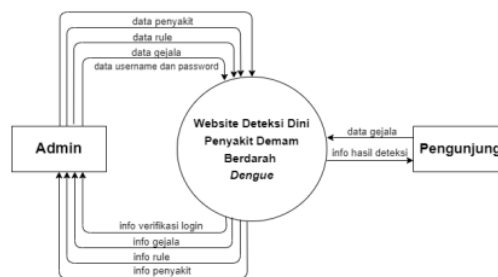 data penyakit
data rule
data gejala
data username dan password
Website Deteksi Dini
Penyakit Demam
Berdarah
Dengue
Admin
data gejala
info hasil deteksi
Pengunjung
info verifikasi login
info gejala
info rule
info penyakit